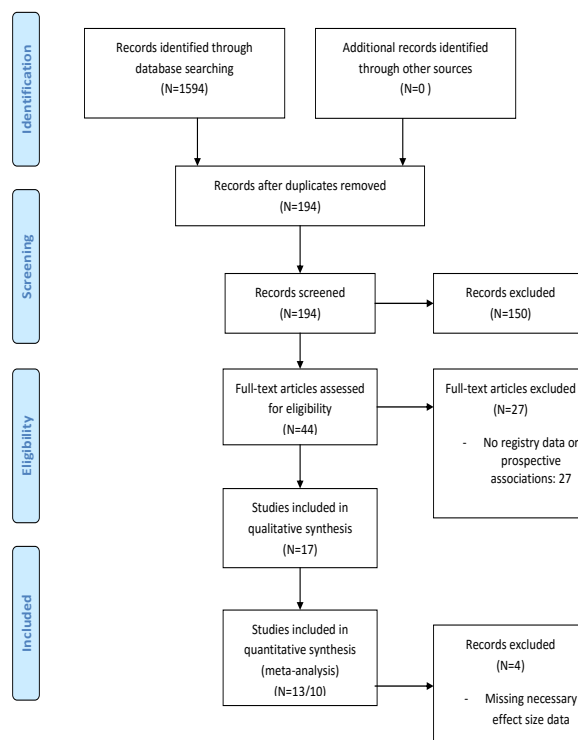 Identification
Records identified through
database searching
(N=1594)
Additional records identified
through other sources
(N=0 )
Records after duplicates removed
(N=194)
Screening
Records screened
(N=194)
Records excluded
(N=150)
Eligibility
Full-text articles assessed
for eligibility
(N=44)
Full-text articles excluded
(N=27)
- No registry data or
prospective
associations: 27
Studies included in
qualitative synthesis
(N=17)
Included
Studies included in
quantitative synthesis
(meta-analysis)
(N=13/10)
Records excluded
(N=4)
- Missing necessary
effect size data